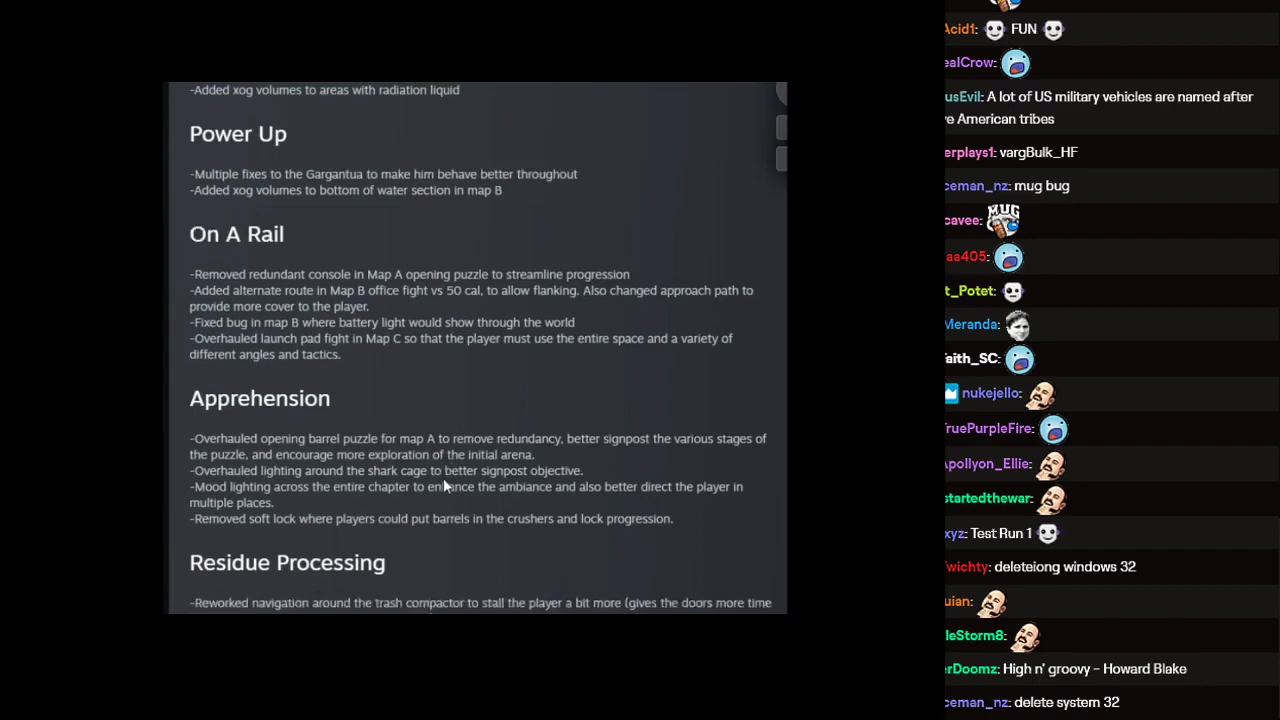 -Added xog volumes to areas with radiation liquid
Power Up
-Multiple fixes to the Gargantua to make him behave better throughout
-Added xog volumes to bottom of water section in map B
On A Rail
-Removed redundant console in Map A opening puzzle to streamline progression
-Added alternate route in Map B office fight vs 50 cal, to allow flanking. Also changed approach path to
provide more cover to the player.
-Fixed bug in map B where battery light would show through the world
-Overhauled launch pad fight in Map C so that the player must use the entire space and a variety of
different angles and tactics.
Apprehension
-Overhauled opening barrel puzzle for map A to remove redundancy, better signpost the various stages of
the puzzle, and encourage more exploration of the initial arena.
-Overhauled lighting around the shark cage to better signpost objective.
-Mood lighting across the entire chapter to enhance the ambiance and also better direct the player in
multiple places.
-Removed soft lock where players could put barrels in the crushers and lock progression.
Residue Processing
-Reworked navigation around the trash compactor to stall the player a bit more (gives the doors more time
Acid1: FUN
ealCrow:
usEvil: A lot of US military vehicles are named after
ve American tribes
erplays1: vargBulk_HF
ceman_nz: mug bug
cavee: MUG
aa405:
t_Potet:
Meranda:
faith_SC:
nukejello:
TruePurpleFire:
Apollyon_Ellie:
startedthewar:
xyz: Test Run 1
Twichty: deleteiong windows 32
uian:
leStorm8:
erDoomz: High n' groovy - Howard Blake
ceman_nz: delete system 32